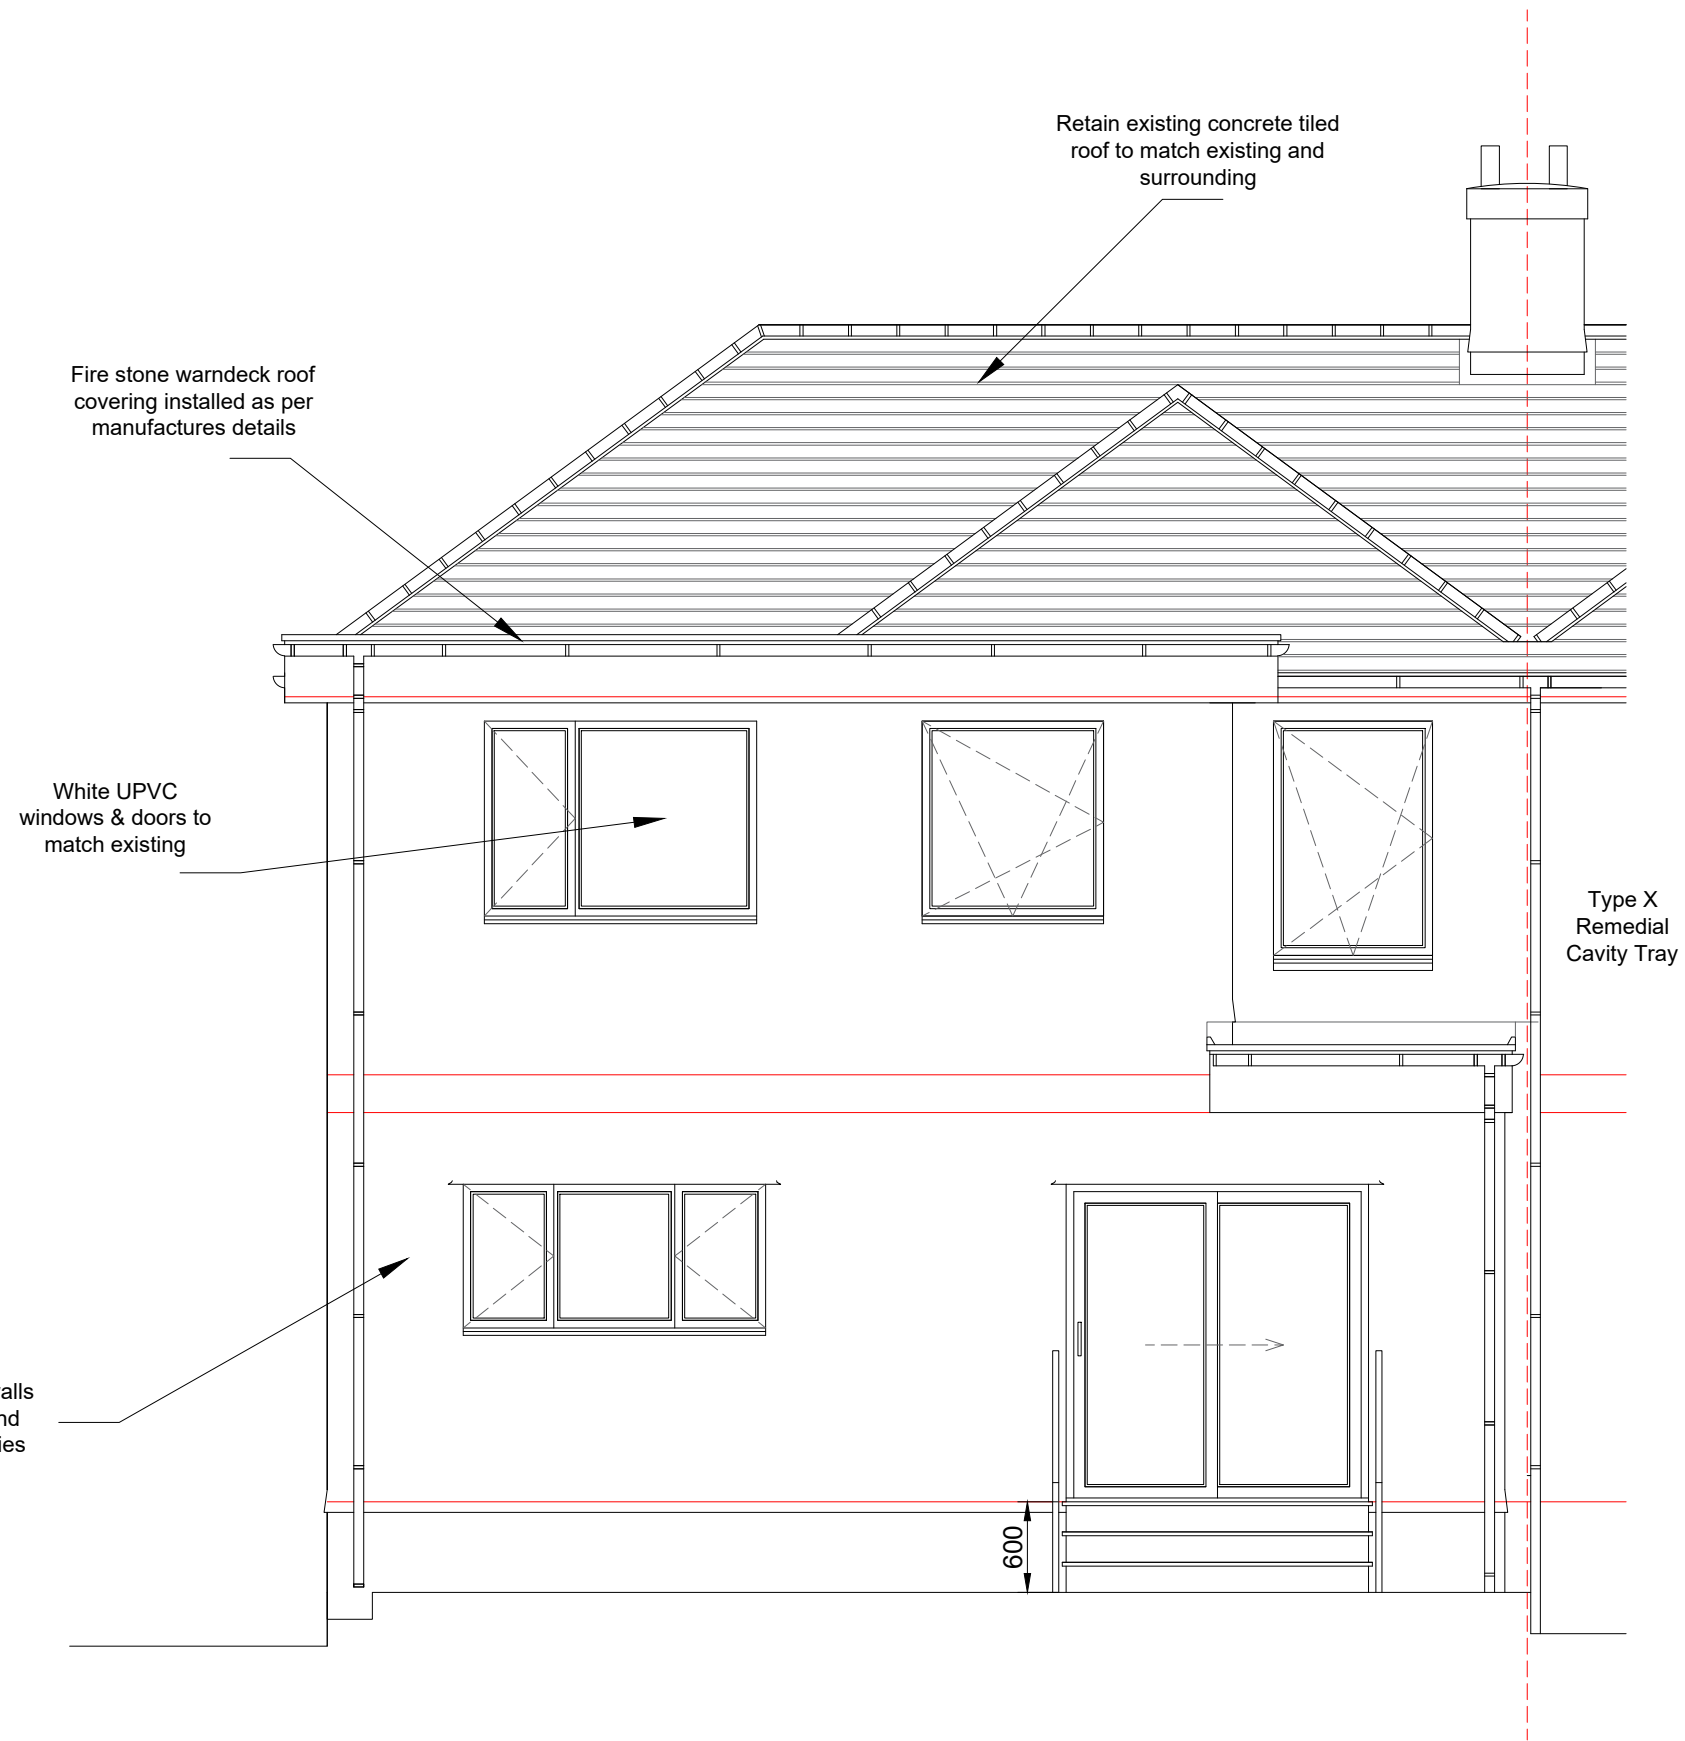 Retain existing concrete tiled
roof to match existing and
surrounding
Fire stone warndeck roof
covering installed as per
manufactures details
White UPVC
windows & doors to
match existing
Type X
Remedial
Cavity Tray
600